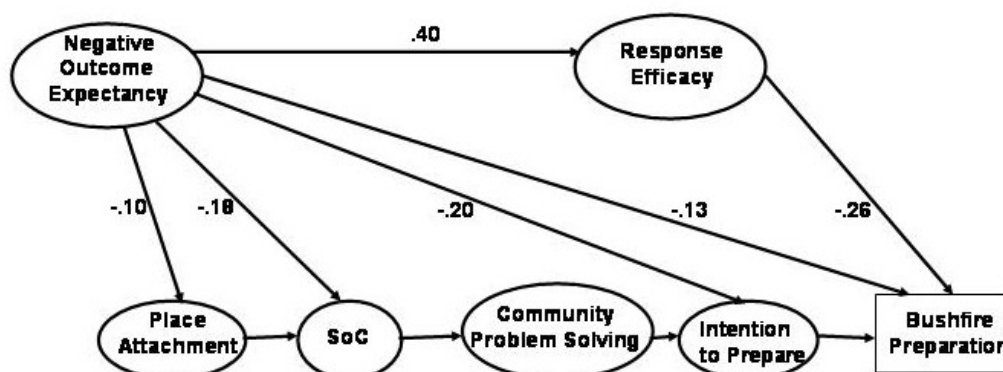 Negative
Outcome
Expectancy
.40
Response
Efficacy
-.10
-.18
-.20
-.13
-.26
Place
Attachment
SoC
Community
Problem Solving
Intention
to Prepare
Bushfire
Preparation